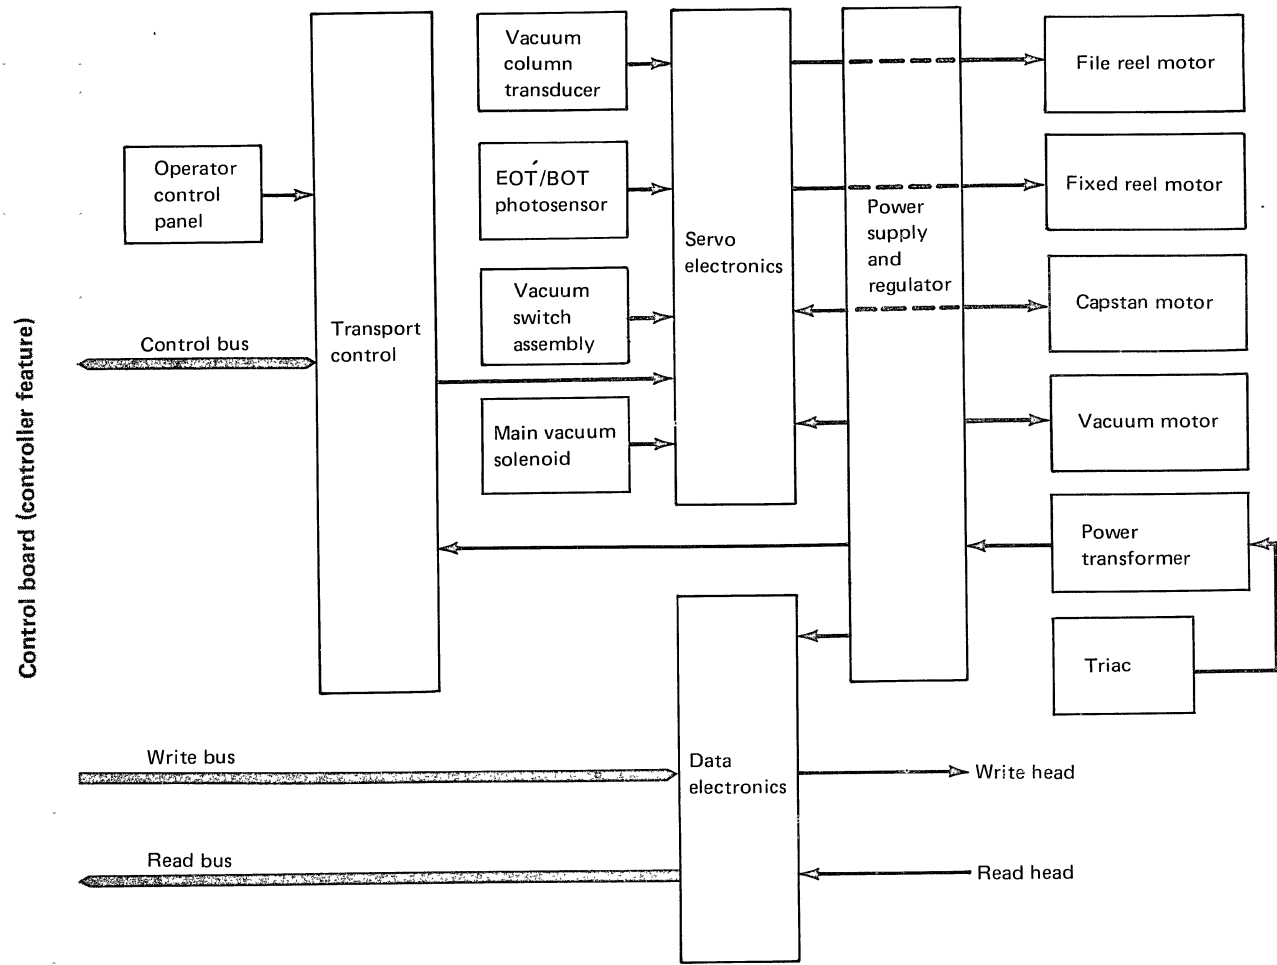 Control board (controller feature)
Operator
control
panel
Control bus
Transport
control
Vacuum
column
transducer
EOT/BOT
photosensor
Vacuum
switch
assembly
Main vacuum
solenoid
Servo
electronics
Power
supply
and
regulator
File reel motor
Fixed reel motor
Capstan motor
Vacuum motor
Power
transformer
Triac
Write bus
Read bus
Data
electronics
Write head
Read head